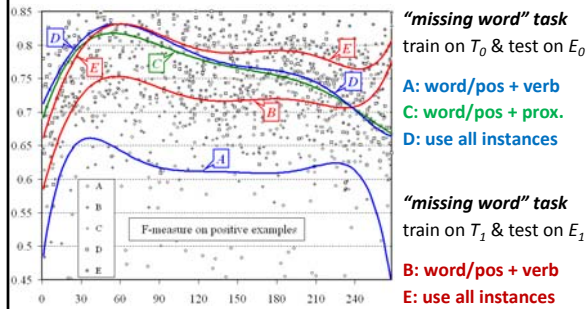 0.85
0.8
0.75
0.7
0.65
0.6
0.55
0.5
0.45
0 30 60 90 120 150 180 210 240
D
E
C
E
D
B
A
A
B
C
D
E
F-measure on positive examples
"missing word" task
train on T0 & test on E0
A: word/pos + verb
C: word/pos + prox.
D: use all instances
"missing word" task
train on T1 & test on E1
B: word/pos + verb
E: use all instances